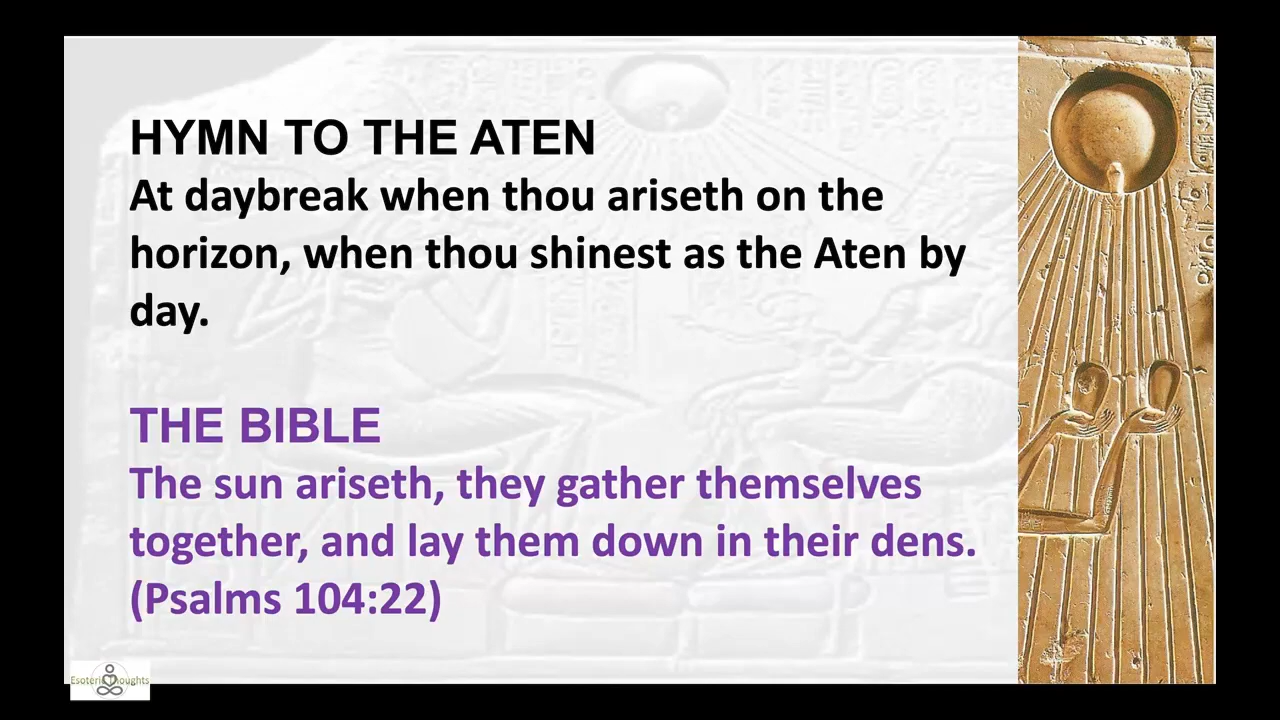 HYMN TO THE ATEN
At daybreak when thou ariseth on the
horizon, when thou shinest as the Aten by
day.
THE BIBLE
The sun ariseth, they gather themselves
together, and lay them down in their dens.
(Psalms 104:22)
Esoteric Thoughts